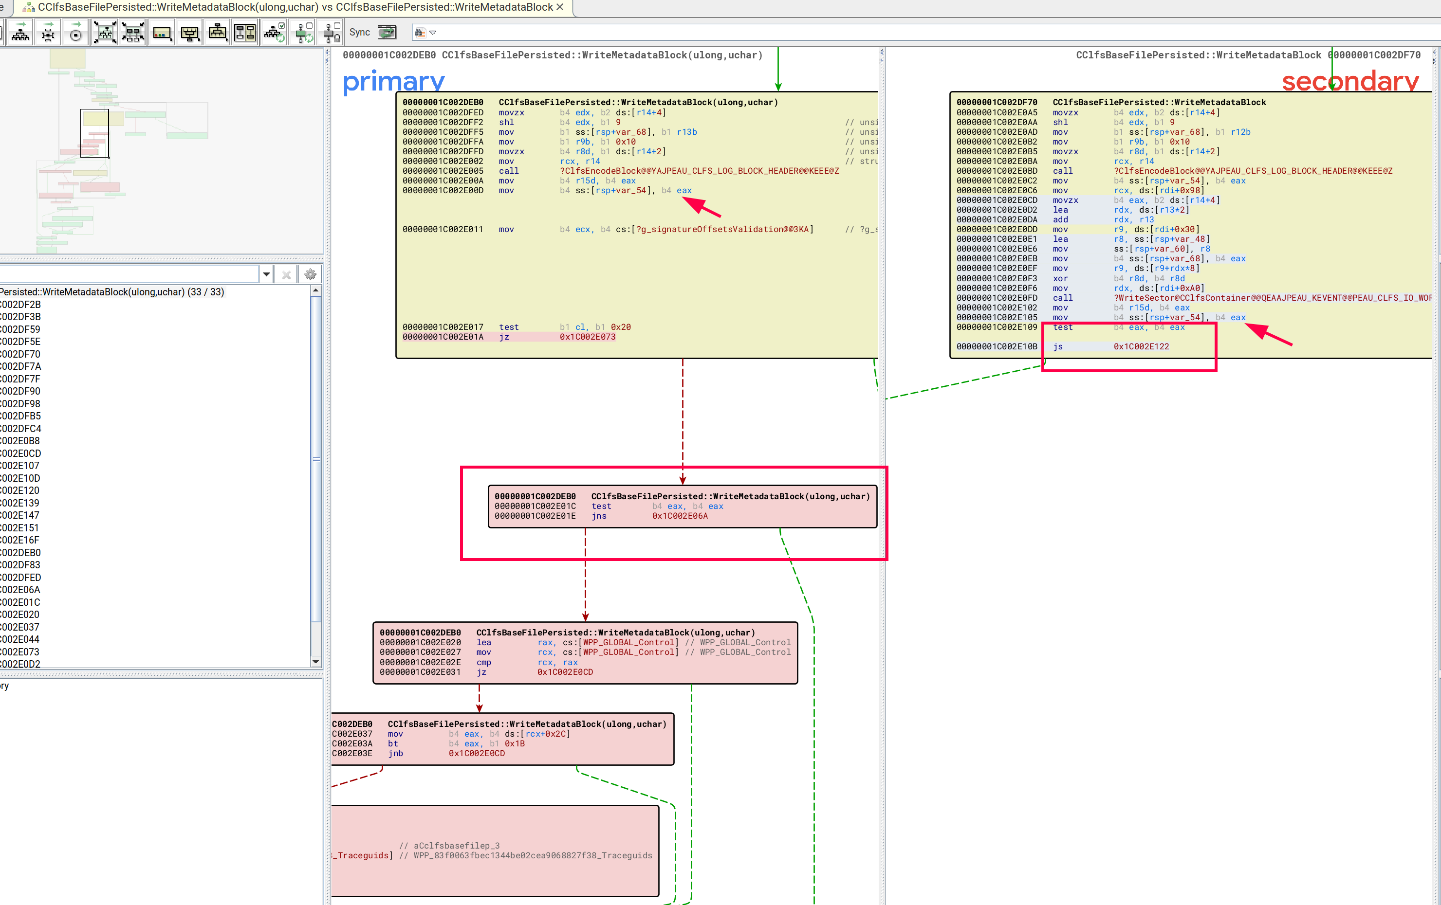 e
CClfsBaseFilePersisted::WriteMetadataBlock(ulong,uchar) vs CClfsBaseFilePersisted::WriteMetadataBlock
Sync
00000001C002DEB0 CClfsBaseFilePersisted::WriteMetadataBlock(ulong,uchar)
CClfsBaseFilePersisted::WriteMetadataBlock 00000001C002DF70
primary
secondary
00000001C002DEB0 CClfsBaseFilePersisted::WriteMetadataBlock(ulong,uchar)
00000001C002DFED movzx b4 edx, b2 ds:[r14+4]
00000001C002DFF2 shl b4 edx, b1 9 // unsi
00000001C002DFF5 mov b1 ss:[rsp+var_68], b1 r13b // unsi
00000001C002DFFA mov b1 r9b, b1 0x10 // unsi
00000001C002DFFD movzx b4 r8d, b1 ds:[r14+2] // unsi
00000001C002E002 mov rcx, r14 // stru
00000001C002E005 call ?ClfsEncodeBlock@@YAJPEAU_CLFS_LOG_BLOCK_HEADER@@KEEE@Z
00000001C002E00A mov b4 r15d, b4 eax
00000001C002E00D mov b4 ss:[rsp+var_54], b4 eax
00000001C002E011 mov b4 ecx, b4 cs:[?g_signatureOffsetsValidation@@3KA] // ?g_s
00000001C002E017 test b1 cl, b1 0x20
00000001C002E01A jz 0x1C002E073
00000001C002DF70 CClfsBaseFilePersisted::WriteMetadataBlock
00000001C002E0A5 movzx b4 edx, b2 ds:[r14+4]
00000001C002E0AA shl b4 edx, b1 9
00000001C002E0AD mov b1 ss:[rsp+var_68], b1 r12b
00000001C002E0B2 mov b1 r9b, b1 0x10
00000001C002E0B5 movzx b4 r8d, b1 ds:[r14+2]
00000001C002E0BA mov rcx, r14
00000001C002E0BD call ?ClfsEncodeBlock@@YAJPEAU_CLFS_LOG_BLOCK_HEADER@@KEEE@Z
00000001C002E0C2 mov b4 ss:[rsp+var_54], b4 eax
00000001C002E0C6 mov rcx, ds:[rdi+0x98]
00000001C002E0CD movzx b4 eax, b2 ds:[r14+4]
00000001C002E0D2 lea rdx, ds:[r13*2]
00000001C002E0DA add rdx, r13
00000001C002E0DD mov r9, ds:[rdi+0x30]
00000001C002E0E1 lea r8, ss:[rsp+var_48]
00000001C002E0E6 mov ss:[rsp+var_60], r8
00000001C002E0EB mov b4 ss:[rsp+var_68], b4 eax
00000001C002E0EF mov r9, ds:[r9+rdx*8]
00000001C002E0F3 xor b4 r8d, b4 r8d
00000001C002E0F6 mov rdx, ds:[rdi+0xA0]
00000001C002E0FD call ?WriteSector@CClfsContainer@@QEAAJPEAU_KEVENT@@PEAU_CLFS_IO_WOR
00000001C002E102 mov b4 r15d, b4 eax
00000001C002E105 mov b4 ss:[rsp+var_54], b4 eax
00000001C002E109 test b4 eax, b4 eax
00000001C002E10B js 0x1C002E122
Persisted::WriteMetadataBlock(ulong,uchar) (33 / 33)
C002DF2B
C002DF3B
C002DF59
C002DF5E
C002DF70
C002DF7A
C002DF7F
C002DF90
C002DF98
C002DFB5
C002DFC4
C002E0B8
C002E0CD
C002E107
C002E10D
C002E120
C002E139
C002E147
C002E151
C002E16F
C002DEB0
C002DF83
C002DFED
C002E06A
C002E01C
C002E020
C002E037
C002E044
C002E073
C002E0D2
ry
00000001C002DEB0 CClfsBaseFilePersisted::WriteMetadataBlock(ulong,uchar)
00000001C002E01C test b4 eax, b4 eax
00000001C002E01E jns 0x1C002E06A
00000001C002DEB0 CClfsBaseFilePersisted::WriteMetadataBlock(ulong,uchar)
00000001C002E020 lea rax, cs:[WPP_GLOBAL_Control] // WPP_GLOBAL_Control
00000001C002E027 mov rcx, cs:[WPP_GLOBAL_Control] // WPP_GLOBAL_Control
00000001C002E02E cmp rcx, rax
00000001C002E031 jz 0x1C002E0CD
C002DEB0 CClfsBaseFilePersisted::WriteMetadataBlock(ulong,uchar)
C002E037 mov b4 eax, b4 ds:[rcx+0x2C]
C002E03A bt b4 eax, b1 0x1B
C002E03E jnb 0x1C002E0CD
// aCclfsbasefilep_3
_Traceguids] // WPP_83f0063fbec1344be02cea9068827f38_Traceguids